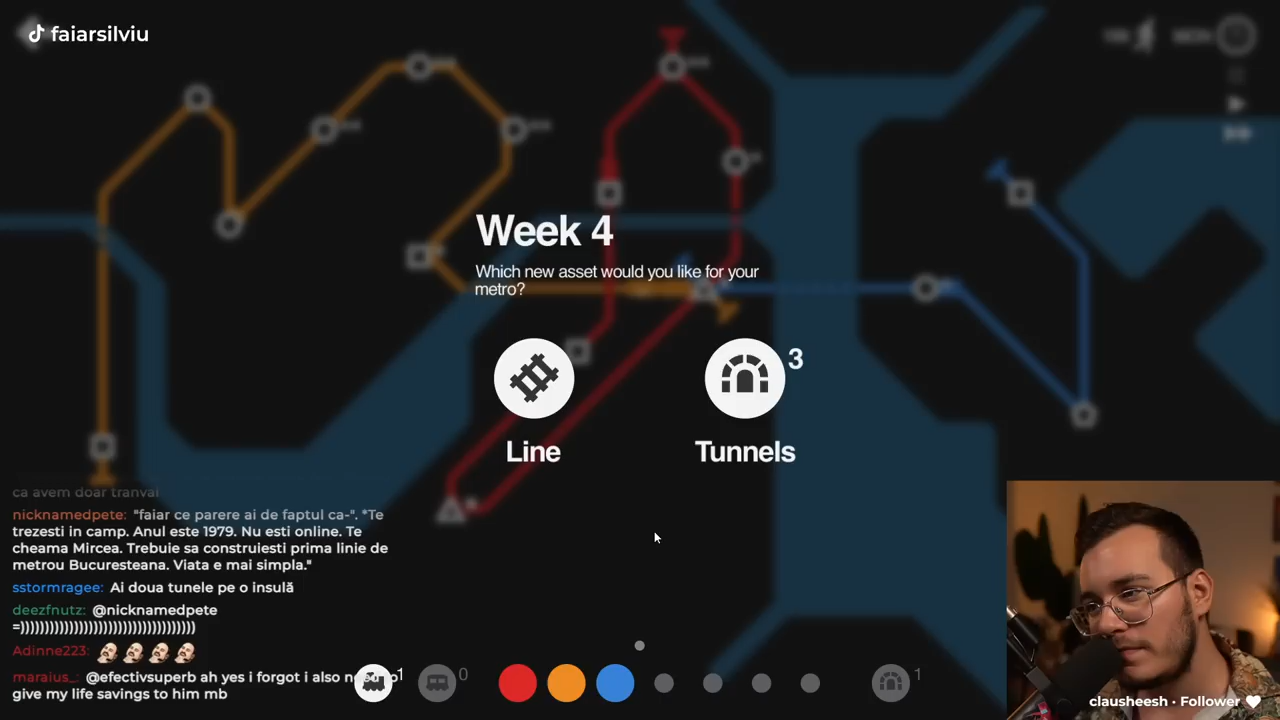 faiarsilviu
Week 4
Which new asset would you like for your
metro?
3
Line
Tunnels
ca avem doar tranvai
nicknamedpete: "faiar ce parere ai de faptul ca-". "Te
trezesti in camp. Anul este 1979. Nu esti online. Te
cheama Mircea. Trebuie sa construiesti prima linie de
metrou Bucuresteana. Viata e mai simpla."
sstormragee: Ai doua tunele pe o insulă
deezfnutz: @nicknamedpete
=))))))))))))))))))))))))))))))))))
Adinne223:
maraius_: @efectivsuperb ah yes i forgot i also need to
give my life savings to him mb
1
0
1
clausheesh · Follower